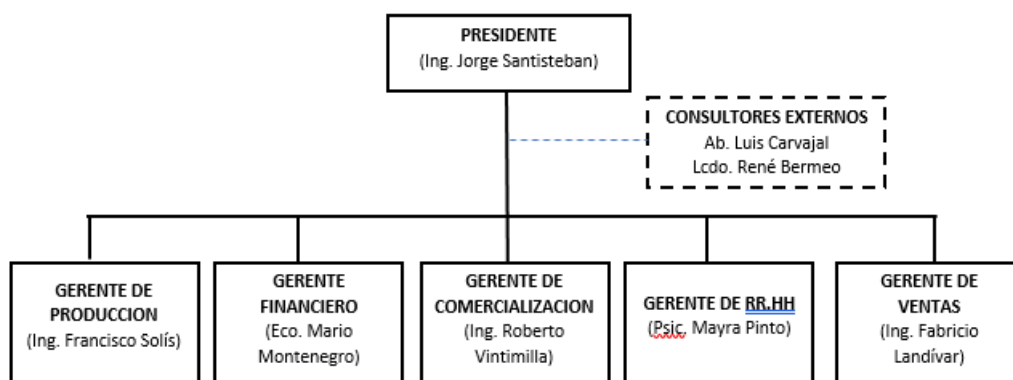 PRESIDENTE
(Ing. Jorge Santisteban)
CONSULTORES EXTERNOS
Ab. Luis Carvajal
Lcdo. René Bermeo
GERENTE DE
PRODUCCION
(Ing. Francisco Solís)
GERENTE
FINANCIERO
(Eco. Mario
Montenegro)
GERENTE DE
COMERCIALIZACION
(Ing. Roberto
Vintimilla)
GERENTE DE RR.HH
(Psic. Mayra Pinto)
GERENTE DE
VENTAS
(Ing. Fabricio
Landívar)